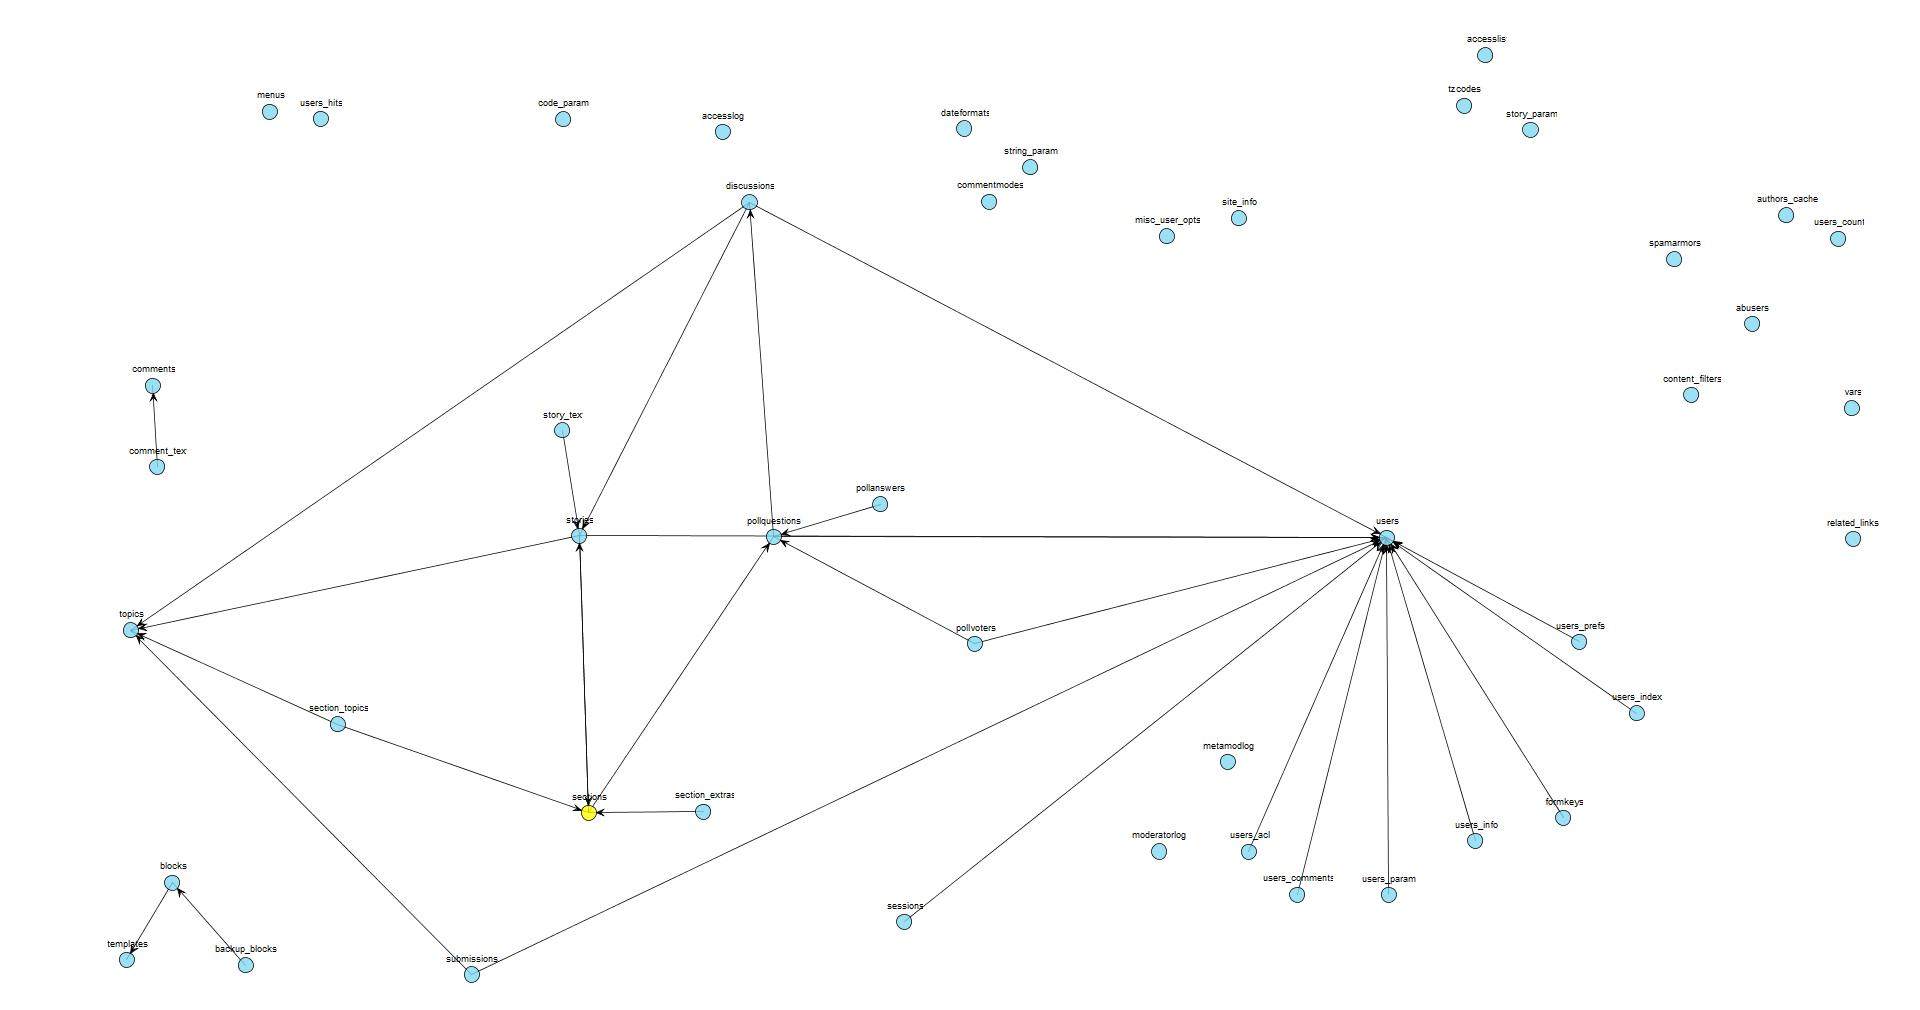 accesslis
tzcodes
menus
users_hits
code_param
accesslog
dateformats
story_param
string_param
discussions
commentmodes
authors_cache
site_info
misc_user_opts
users_count
spamarmors
abusers
comments
content_filters
vars
story_tex
comment_tex
pollanswers
stories
pollquestions
users
related_links
topics
pollvoters
users_prefs
users_index
section_topics
metamodlog
sections
section_extras
formkeys
users_info
moderatorlog
users_acl
blocks
users_comments
users_param
sessions
templates
backup_blocks
submissions